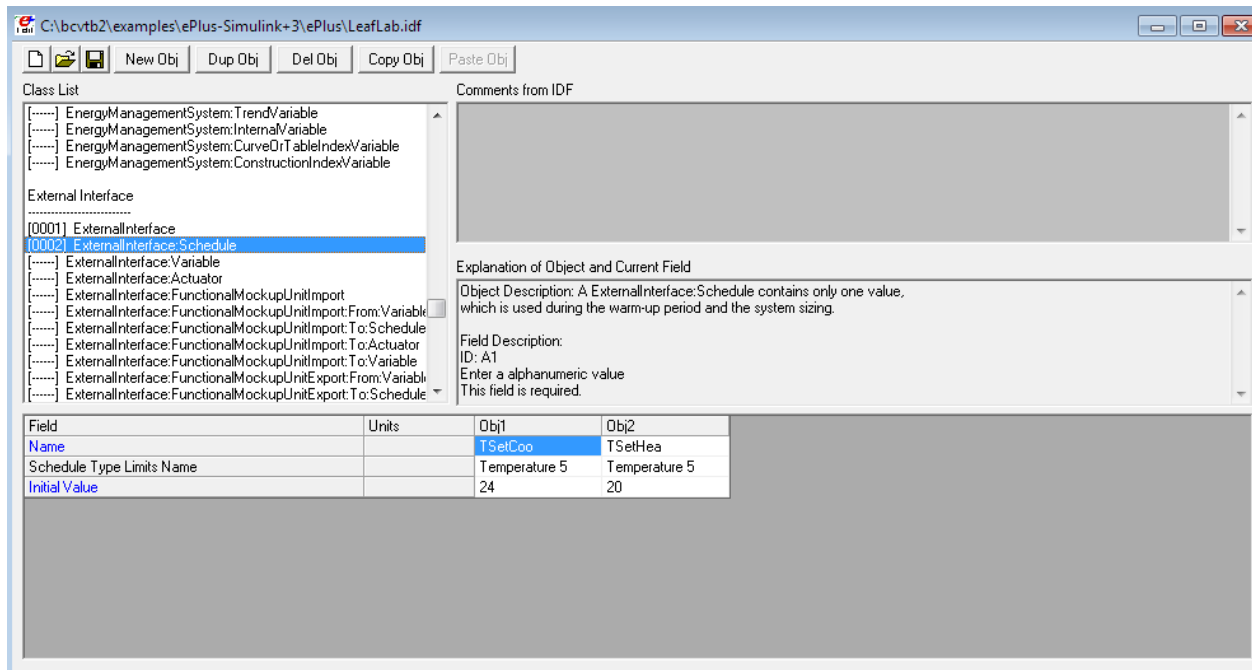 C:\bcvtb2\examples\ePlus-Simulink+3\ePlus\LeafLab.idf
New Obj Dup Obj Del Obj Copy Obj Paste Obj
Class List
[------] EnergyManagementSystem:TrendVariable
[------] EnergyManagementSystem:InternalVariable
[------] EnergyManagementSystem:CurveOrTableIndexVariable
[------] EnergyManagementSystem:ConstructionIndexVariable
External Interface
--------------------------
[0001] ExternalInterface
[0002] ExternalInterface:Schedule
[------] ExternalInterface:Variable
[------] ExternalInterface:Actuator
[------] ExternalInterface:FunctionalMockupUnitImport
[------] ExternalInterface:FunctionalMockupUnitImport:From:Variable
[------] ExternalInterface:FunctionalMockupUnitImport:To:Schedule
[------] ExternalInterface:FunctionalMockupUnitImport:To:Actuator
[------] ExternalInterface:FunctionalMockupUnitImport:To:Variable
[------] ExternalInterface:FunctionalMockupUnitExport:From:Variabl
[------] ExternalInterface:FunctionalMockupUnitExport:To:Schedule
Comments from IDF
Explanation of Object and Current Field
Object Description: A ExternalInterface:Schedule contains only one value,
which is used during the warm-up period and the system sizing.
Field Description:
ID: A1
Enter a alphanumeric value
This field is required.
Field Units Obj1 Obj2
Name TSetCoo TSetHea
Schedule Type Limits Name Temperature 5 Temperature 5
Initial Value 24 20